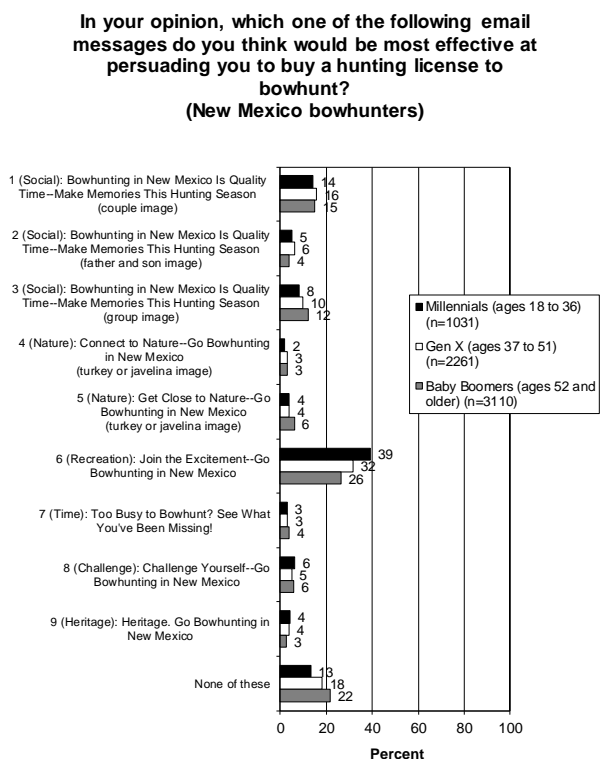 In your opinion, which one of the following email
messages do you think would be most effective at
persuading you to buy a hunting license to
bowhunt?
(New Mexico bowhunters)
1 (Social): Bowhunting in New Mexico Is Quality
Time--Make Memories This Hunting Season
(couple image)
14
16
15
2 (Social): Bowhunting in New Mexico Is Quality
Time--Make Memories This Hunting Season
(father and son image)
5
6
4
3 (Social): Bowhunting in New Mexico Is Quality
Time--Make Memories This Hunting Season
(group image)
8
10
12
4 (Nature): Connect to Nature--Go Bowhunting
in New Mexico
(turkey or javelina image)
2
3
3
5 (Nature): Get Close to Nature--Go
Bowhunting in New Mexico
(turkey or javelina image)
4
4
6
6 (Recreation): Join the Excitement--Go
Bowhunting in New Mexico
39
32
26
7 (Time): Too Busy to Bowhunt? See What
You've Been Missing!
3
3
4
8 (Challenge): Challenge Yourself--Go
Bowhunting in New Mexico
6
5
6
9 (Heritage): Heritage. Go Bowhunting in
New Mexico
4
4
3
None of these
13
18
22
0 20 40 60 80 100
Percent
Millennials (ages 18 to 36)
(n=1031)
Gen X (ages 37 to 51)
(n=2261)
Baby Boomers (ages 52 and
older) (n=3110)